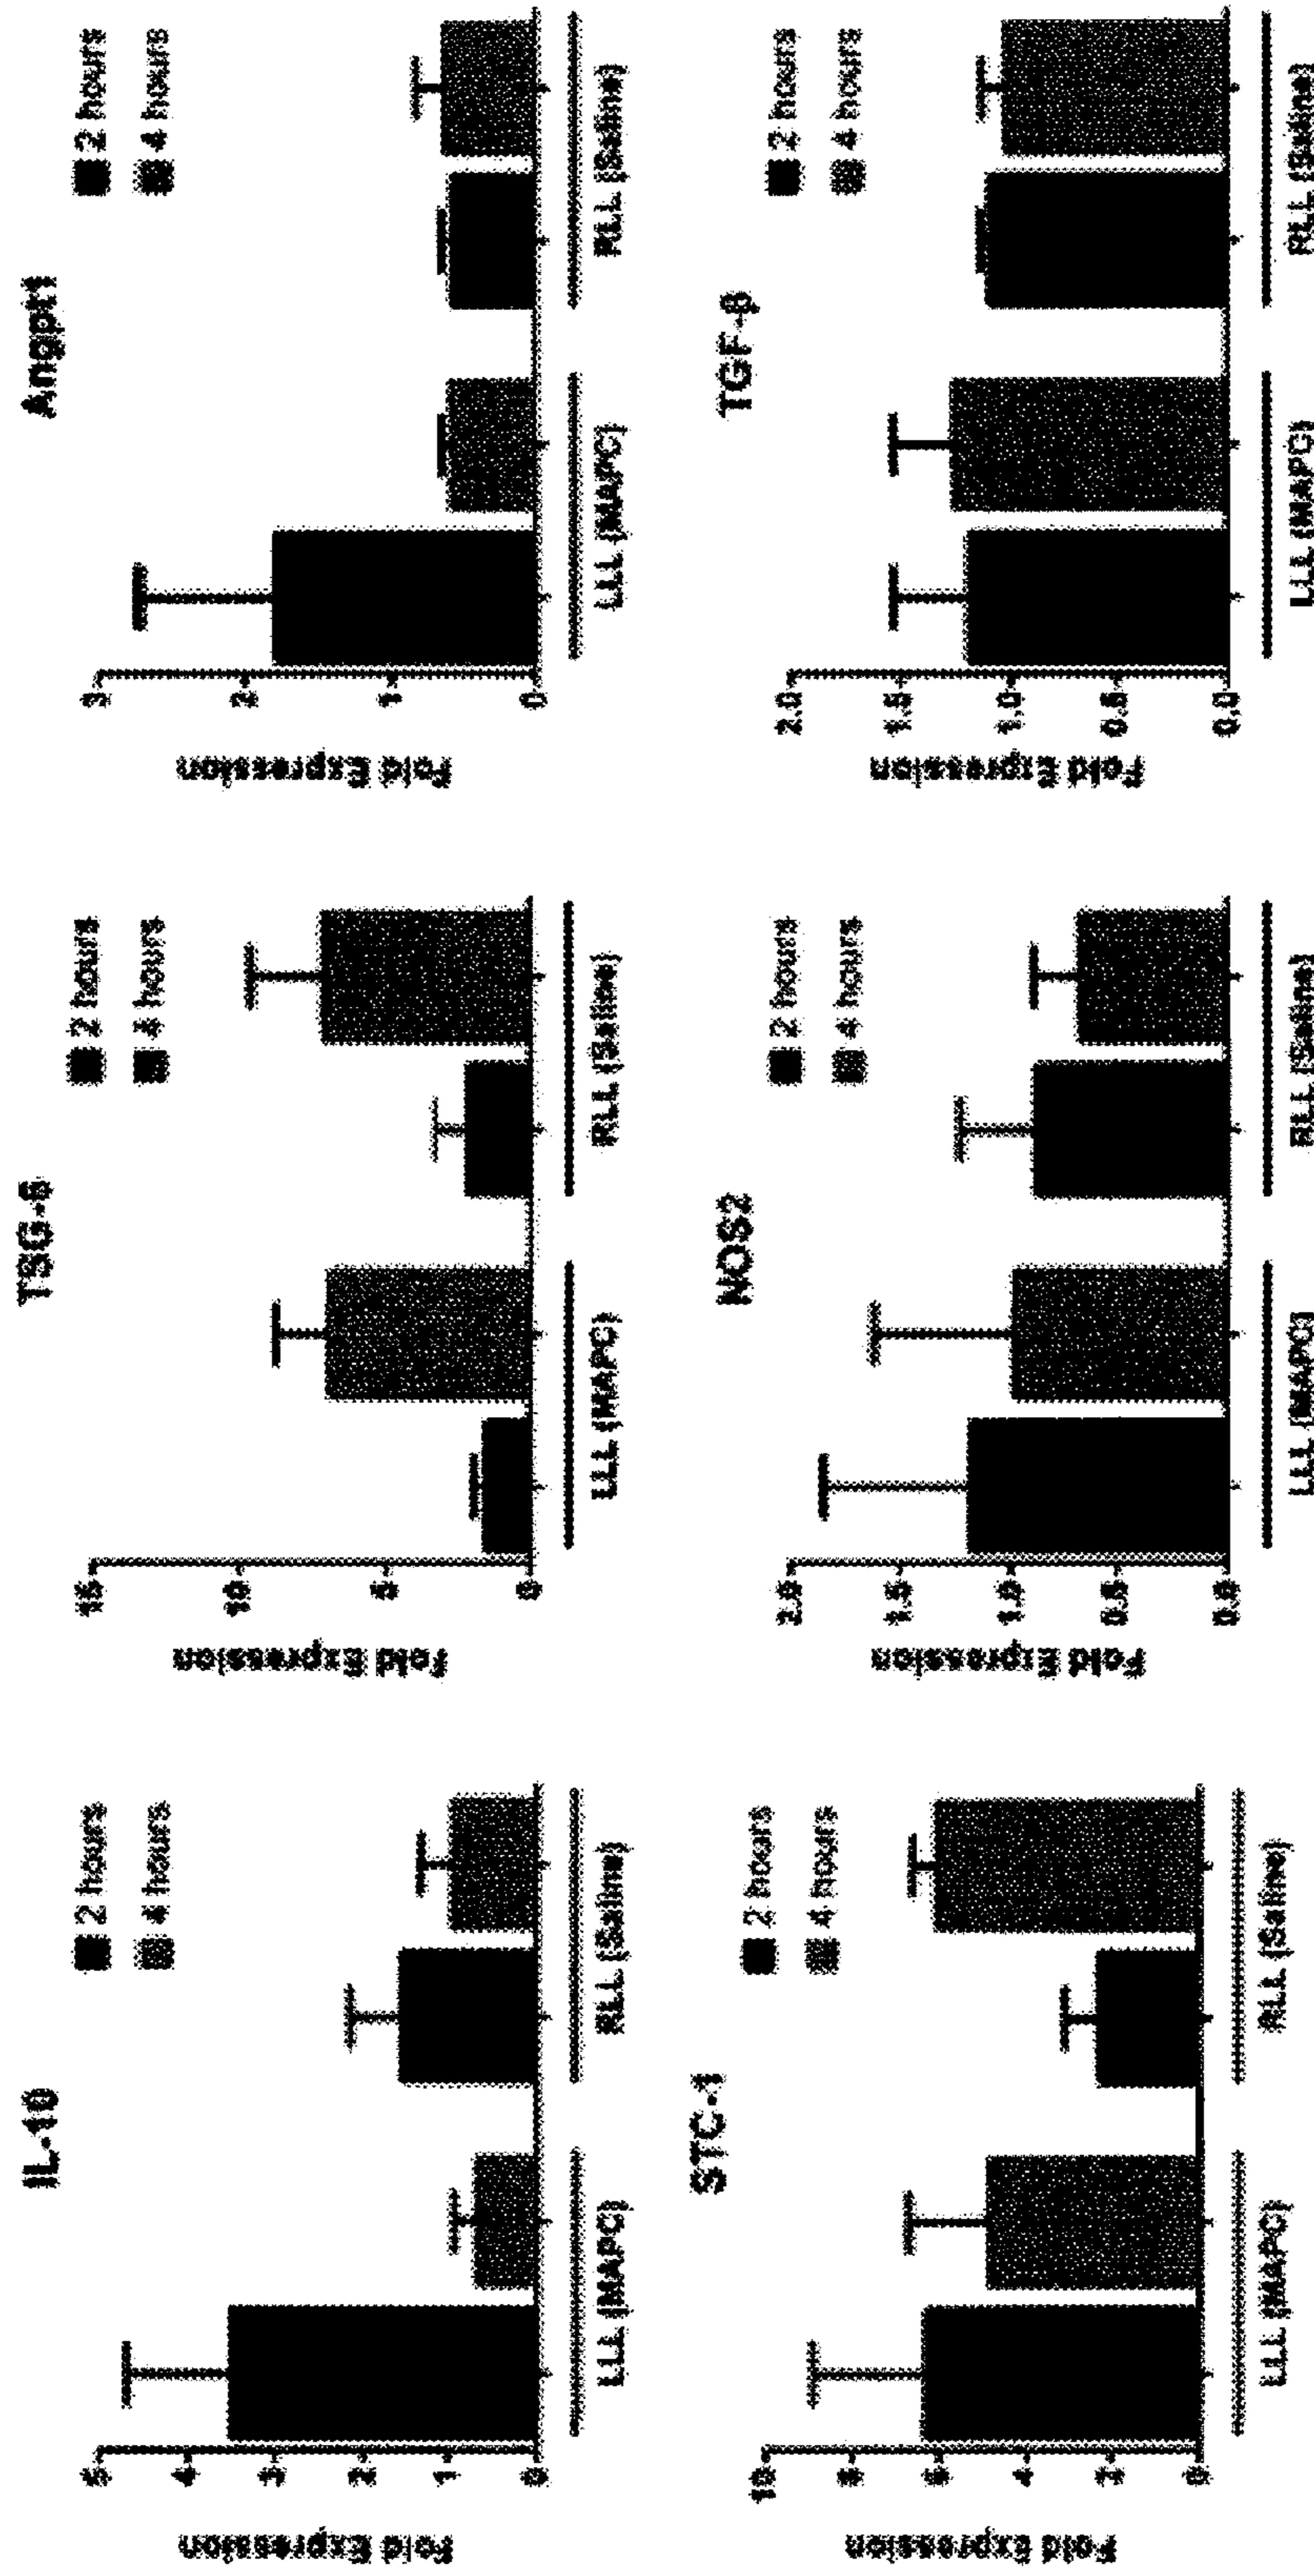 IL-10
Fold Expression
5
4
3
2
1
0
2 hours
4 hours
LLL (MAPC)
RLL (Saline)
TSG-6
Fold Expression
15
10
5
0
2 hours
4 hours
LLL (MAPC)
RLL (Saline)
Angpt1
Fold Expression
3
2
1
0
2 hours
4 hours
LLL (MAPC)
RLL (Saline)
STC-1
Fold Expression
10
8
6
4
2
0
2 hours
4 hours
LLL (MAPC)
RLL (Saline)
NOS2
Fold Expression
2.0
1.5
1.0
0.5
0.0
2 hours
4 hours
LLL (MAPC)
RLL (Saline)
TGF-β
Fold Expression
2.0
1.5
1.0
0.5
0.0
2 hours
4 hours
LLL (MAPC)
RLL (Saline)